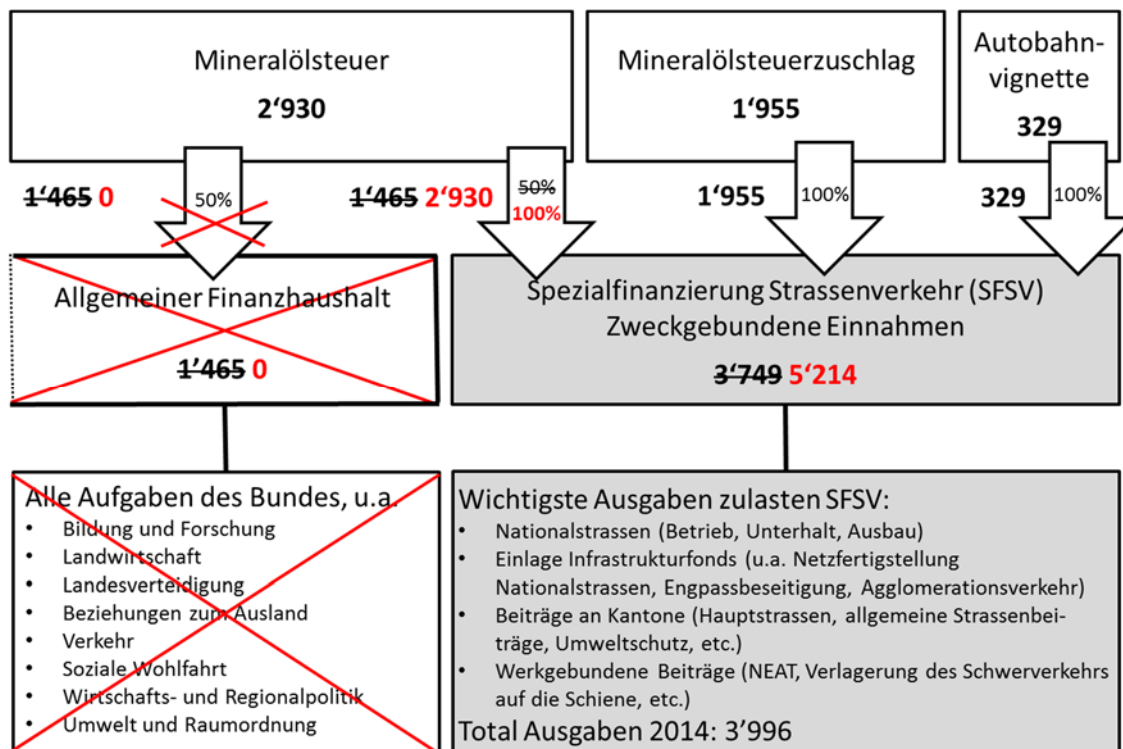 Mineralölsteuer
2‘930
Mineralölsteuerzuschlag
1‘955
Autobahn-
vignette
329
1‘465 0
50%
1‘465 2‘930
50%
100%
1‘955
100%
329
100%
Allgemeiner Finanzhaushalt
1’465 0
Spezialfinanzierung Strassenverkehr (SFSV)
Zweckgebundene Einnahmen
3‘749 5‘214
Alle Aufgaben des Bundes, u.a.
• Bildung und Forschung
• Landwirtschaft
• Landesverteidigung
• Beziehungen zum Ausland
• Verkehr
• Soziale Wohlfahrt
• Wirtschafts- und Regionalpolitik
• Umwelt und Raumordnung
Wichtigste Ausgaben zulasten SFSV:
• Nationalstrassen (Betrieb, Unterhalt, Ausbau)
• Einlage Infrastrukturfonds (u.a. Netzfertigstellung
Nationalstrassen, Engpassbeseitigung, Agglomerationsverkehr)
• Beiträge an Kantone (Hauptstrassen, allgemeine Strassenbei-
träge, Umweltschutz, etc.)
• Werkgebundene Beiträge (NEAT, Verlagerung des Schwerverkehrs
auf die Schiene, etc.)
Total Ausgaben 2014: 3’996